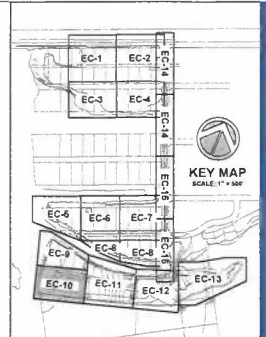 EC-1
EC-2
EC-14
EC-3
EC-4
EC-14
KEY MAP
SCALE: 1" = 500'
EC-15
EC-5
EC-6
EC-7
EC-8
EC-8
EC-15
EC-9
EC-10
EC-11
EC-12
EC-13